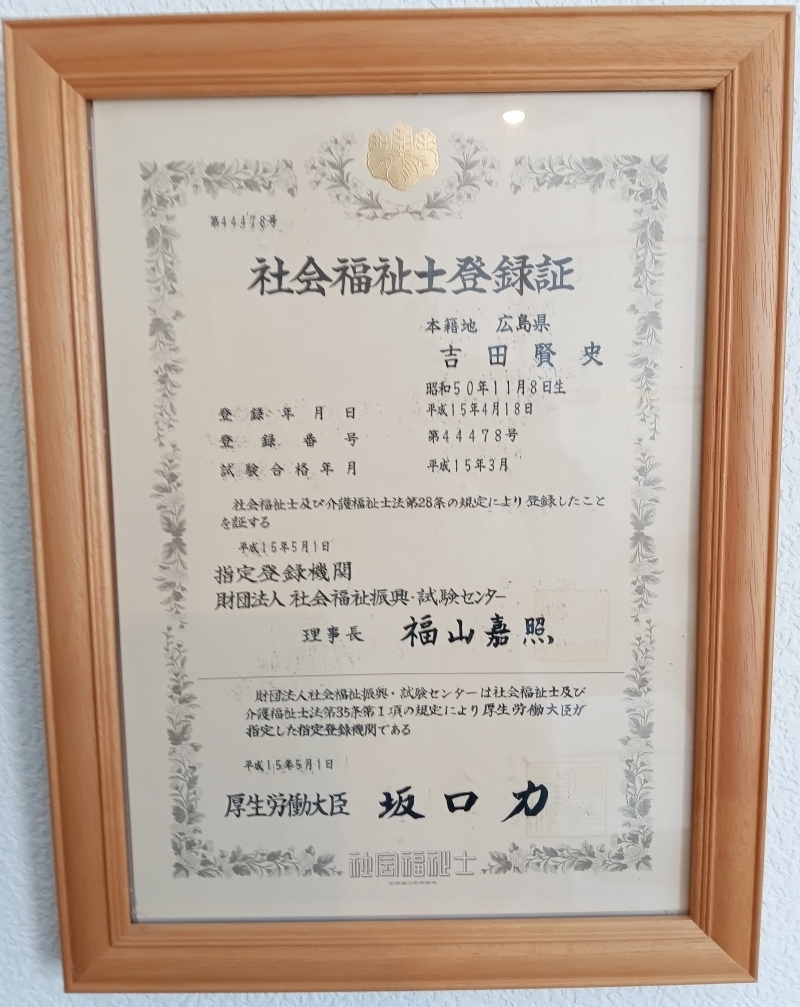 第44478号
社会福祉士登録証
本籍地 広島県
吉田賢史
昭和50年11月8日生
登録年月日 平成15年4月18日
登録番号 第44478号
試験合格年月 平成15年3月
社会福祉士及び介護福祉士法第28条の規定により登録したこと
を証する
平成15年5月1日
指定登録機関
財団法人 社会福祉振興・試験センター
理事長 福山嘉照
財団法人社会福祉振興・試験センターは社会福祉士及び
介護福祉士法第35条第1項の規定により厚生労働大臣が
指定した指定登録機関である
平成15年5月1日
厚生労働大臣 坂口力
社会福祉士